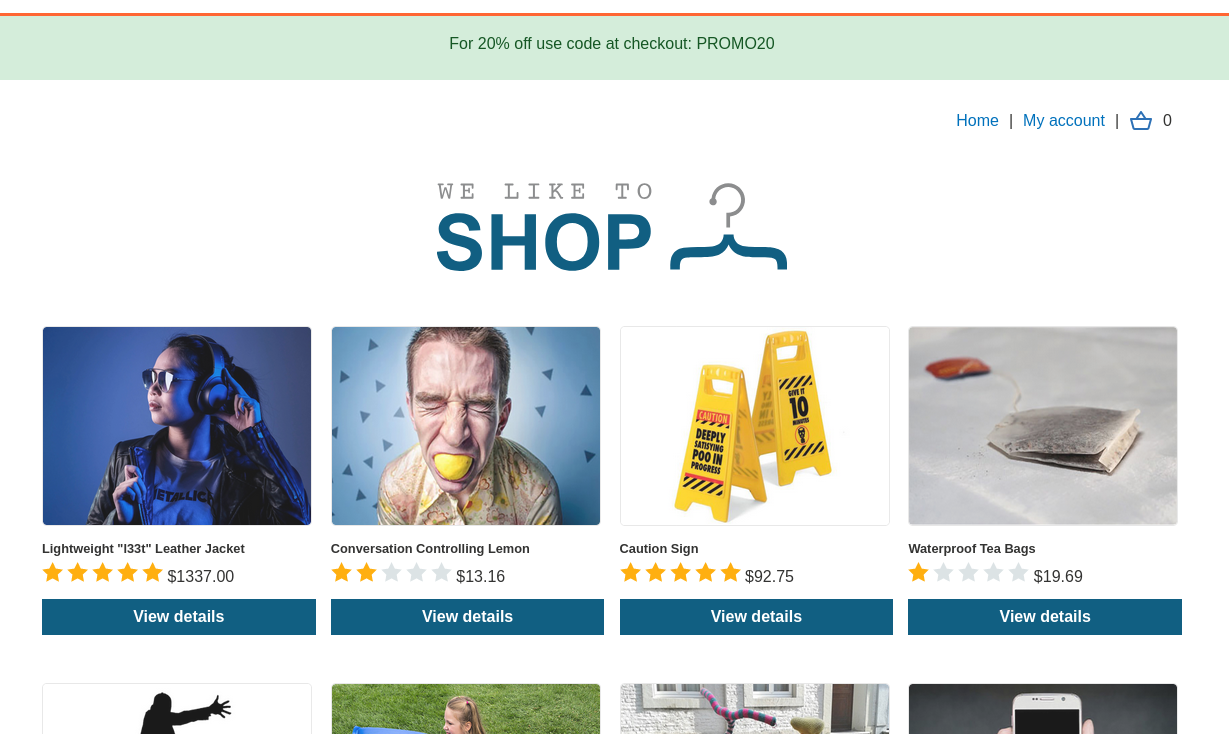 For 20% off use code at checkout: PROMO20
Home | My account | 0
WE LIKE TO
SHOP
METALLICA
CAUTION
DEEPLY
SATISFYING
POO IN
PROGRESS
GIVE IT
10
MINUTES
Lightweight "l33t" Leather Jacket
Conversation Controlling Lemon
Caution Sign
Waterproof Tea Bags
$1337.00
$13.16
$92.75
$19.69
View details
View details
View details
View details